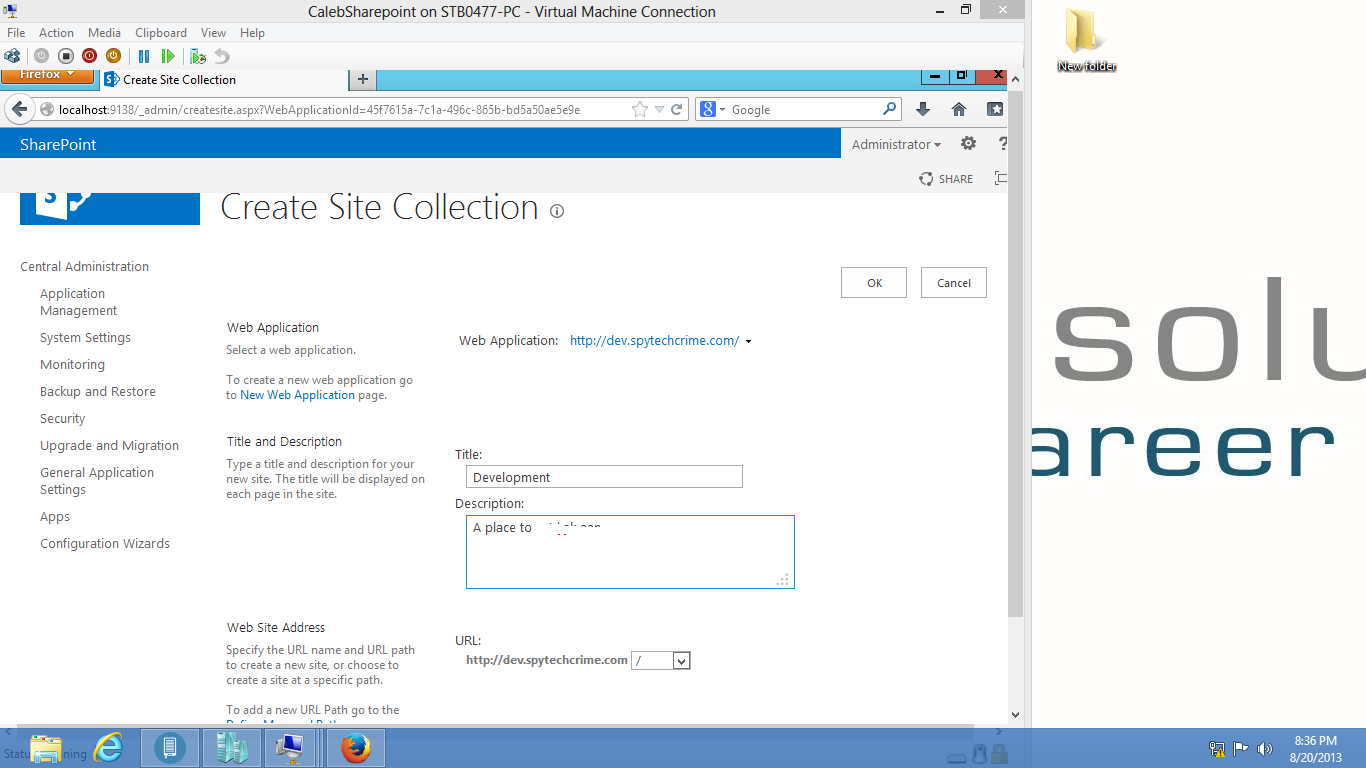 CalebSharepoint on STB0477-PC - Virtual Machine Connection
File Action Media Clipboard View Help
Firefox
Create Site Collection
localhost:9138/_admin/createsite.aspx?WebApplicationId=45f7615a-7c1a-496c-865b-bd5a50ae5e9e
Google
SharePoint
Administrator
?
SHARE
Create Site Collection
Central Administration
Application
Management
System Settings
Monitoring
Backup and Restore
Security
Upgrade and Migration
General Application
Settings
Apps
Configuration Wizards
OK
Cancel
Web Application
Select a web application.
To create a new web application go
to New Web Application page.
Web Application: http://dev.spytechcrime.com/
Title and Description
Type a title and description for your
new site. The title will be displayed on
each page in the site.
Title:
Development
Description:
A place to
Web Site Address
Specify the URL name and URL path
to create a new site, or choose to
create a site at a specific path.
To add a new URL Path go to the
URL:
http://dev.spytechcrime.com /
New folder
solu
areer
8:36 PM
8/20/2013